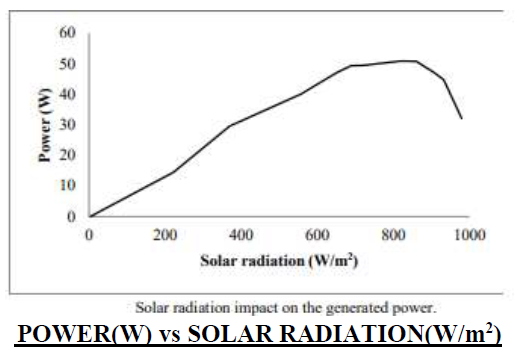 60
50
40
30
20
10
0
Power (W)
0 200 400 600 800 1000
Solar radiation (W/m²)
Solar radiation impact on the generated power.
POWER(W) vs SOLAR RADIATION(W/m²)